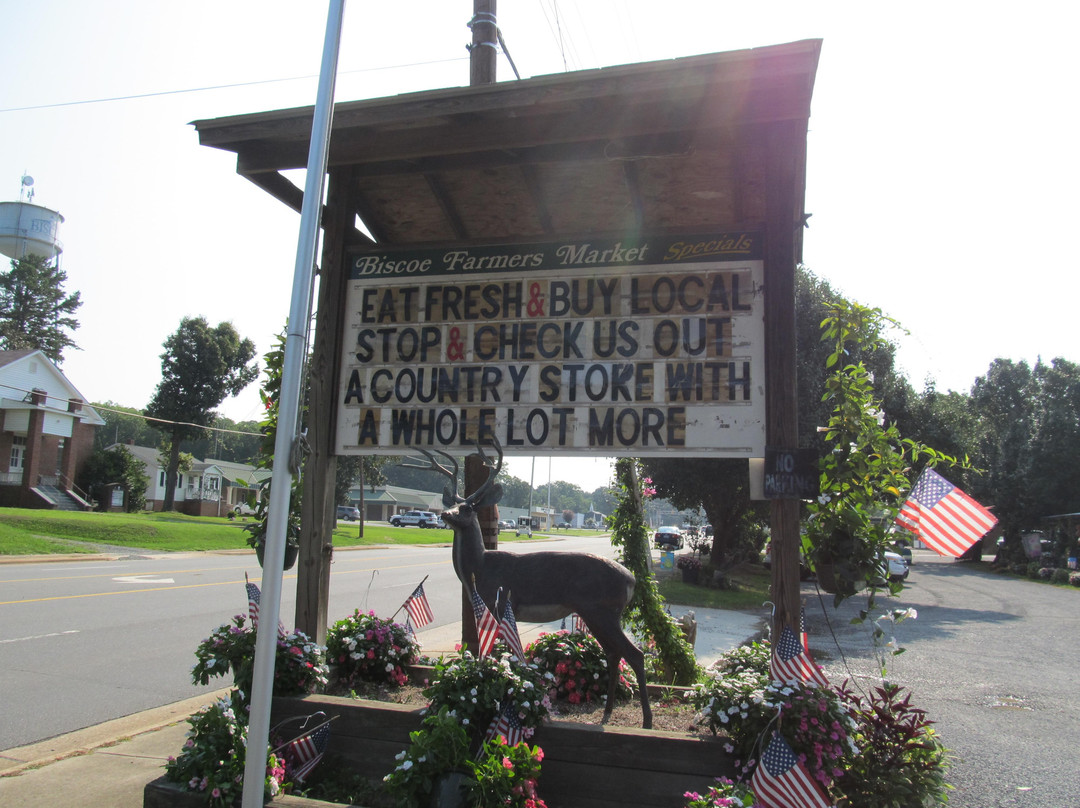 Biscoe Farmers Market Specials
EAT FRESH & BUY LOCAL
STOP & CHECK US OUT
A COUNTRY STOKE WITH
A WHOLE LOT MORE
NO
PARKING